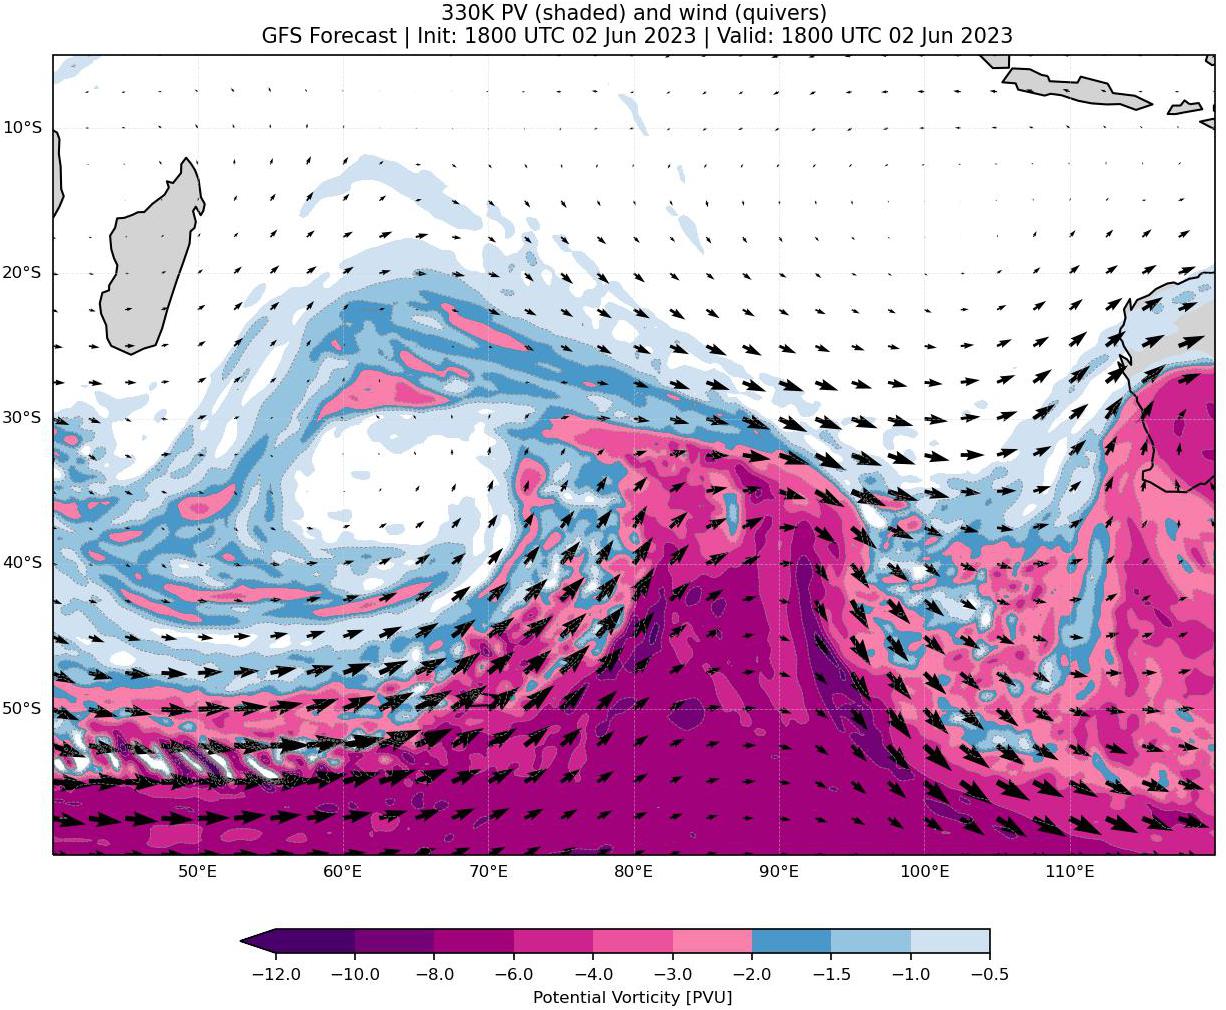 330K PV (shaded) and wind (quivers)
GFS Forecast | Init: 1800 UTC 02 Jun 2023 | Valid: 1800 UTC 02 Jun 2023
10°S
20°S
30°S
40°S
50°S
50°E 60°E 70°E 80°E 90°E 100°E 110°E
−12.0 −10.0 −8.0 −6.0 −4.0 −3.0 −2.0 −1.5 −1.0 −0.5
Potential Vorticity [PVU]